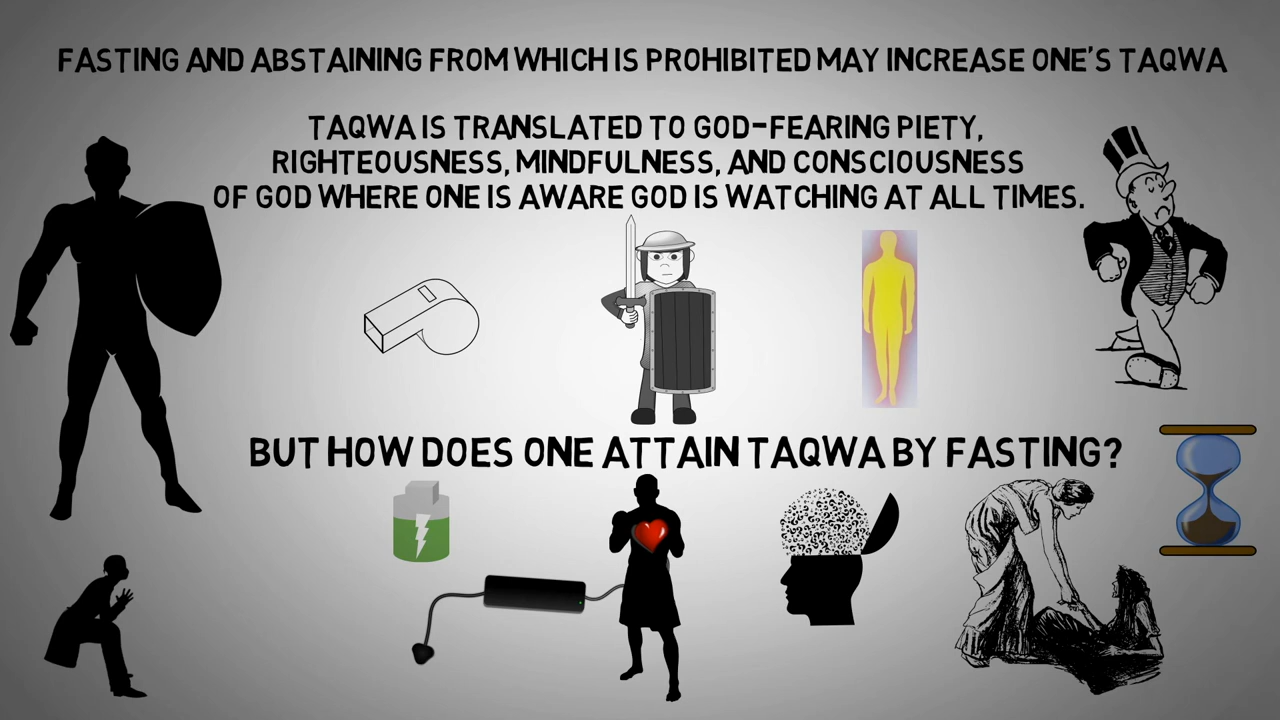 FASTING AND ABSTAINING FROM WHICH IS PROHIBITED MAY INCREASE ONE'S TAQWA
TAQWA IS TRANSLATED TO GOD-FEARING PIETY,
RIGHTEOUSNESS, MINDFULNESS, AND CONSCIOUSNESS
OF GOD WHERE ONE IS AWARE GOD IS WATCHING AT ALL TIMES.
BUT HOW DOES ONE ATTAIN TAQWA BY FASTING?